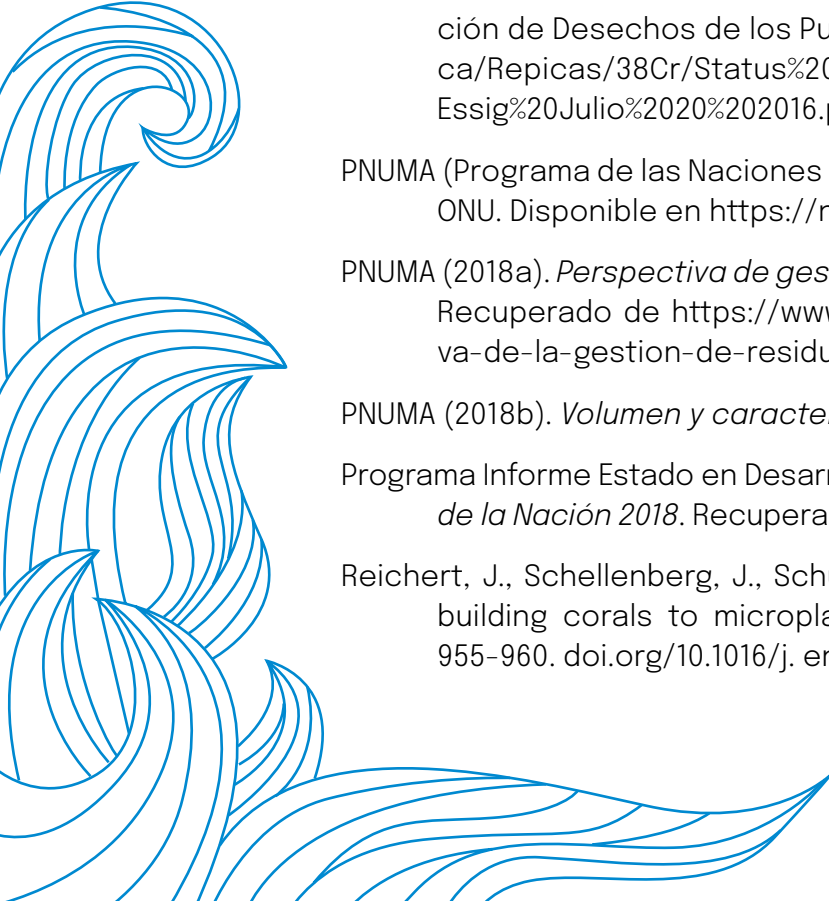 ción de Desechos de los Pu
ca/Repicas/38Cr/Status%20
Essig%20Julio%2020%202016.p
PNUMA (Programa de las Naciones
ONU. Disponible en https://n
PNUMA (2018a). Perspectiva de ges
Recuperado de https://www
va-de-la-gestion-de-residu
PNUMA (2018b). Volumen y caracte
Programa Informe Estado en Desarr
de la Nación 2018. Recupera
Reichert, J., Schellenberg, J., Sch
building corals to micropla
955-960. doi.org/10.1016/j. en